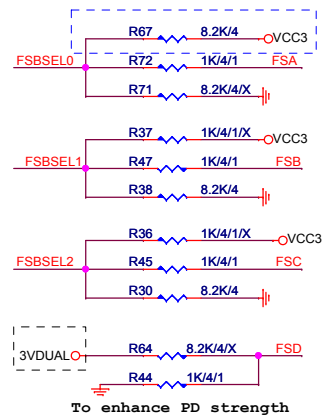 R67 8.2K/4 VCC3
FSBSEL0 R72 1K/4/1 FSA
R71 8.2K/4/X
R37 1K/4/1/X VCC3
FSBSEL1 R47 1K/4/1 FSB
R38 8.2K/4
R36 1K/4/1/X VCC3
FSBSEL2 R45 1K/4/1 FSC
R30 8.2K/4
3VDUAL R64 8.2K/4/X FSD
R44 1K/4/1
To enhance PD strength